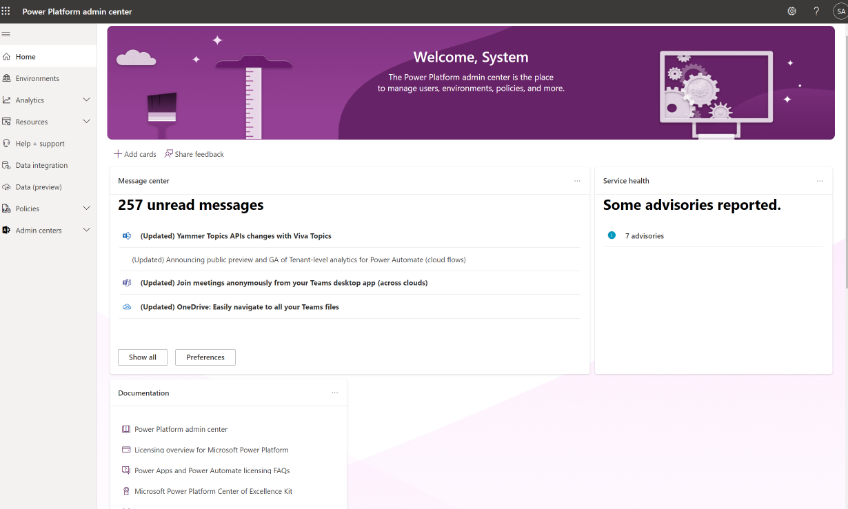 Power Platform admin center
?
SA
Home
Environments
Analytics
Resources
Help + support
Data integration
Data (preview)
Policies
Admin centers
Welcome, System
The Power Platform admin center is the place
to manage users, environments, policies, and more.
Add cards
Share feedback
Message center
257 unread messages
(Updated) Yammer Topics APIs changes with Viva Topics
(Updated) Announcing public preview and GA of Tenant-level analytics for Power Automate (cloud flows)
(Updated) Join meetings anonymously from your Teams desktop app (across clouds)
(Updated) OneDrive: Easily navigate to all your Teams files
Show all
Preferences
Service health
Some advisories reported.
7 advisories
Documentation
Power Platform admin center
Licensing overview for Microsoft Power Platform
Power Apps and Power Automate licensing FAQs
Microsoft Power Platform Center of Excellence Kit